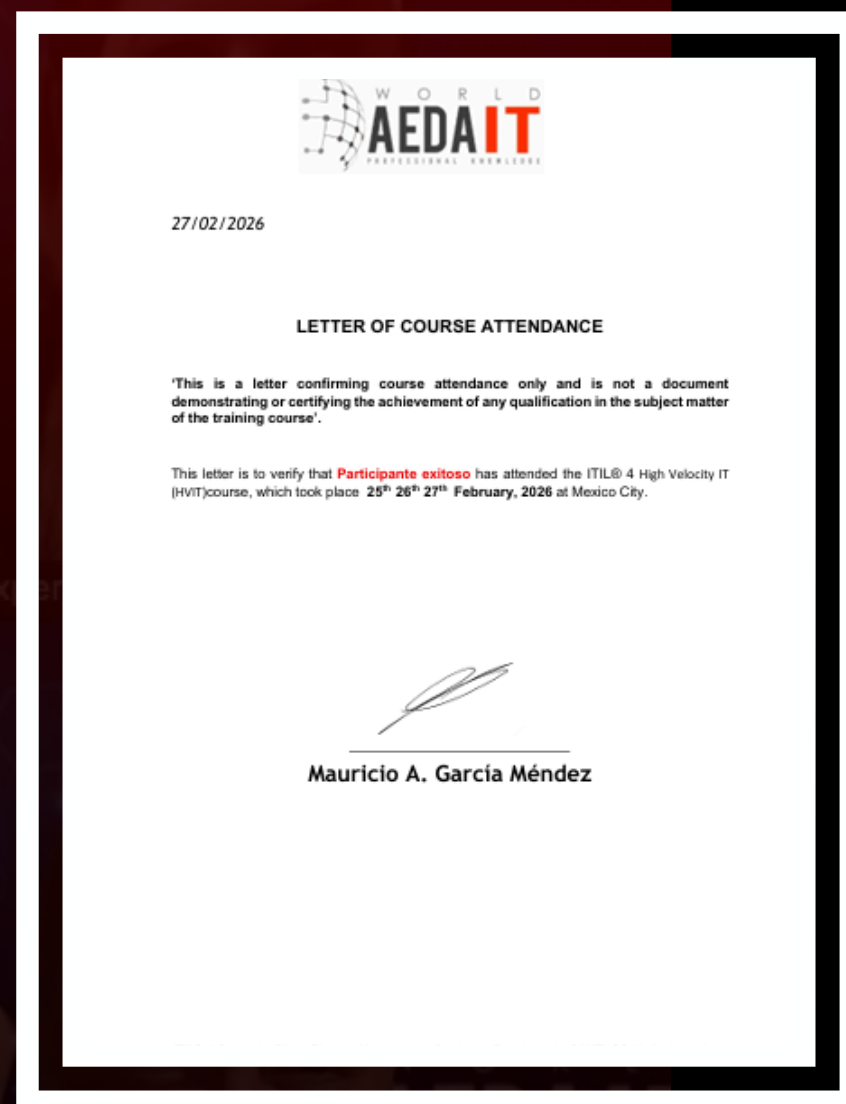 WORLD
AEDAIT
PROFESSIONAL KNOWLEDGE
27/02/2026
LETTER OF COURSE ATTENDANCE
'This is a letter confirming course attendance only and is not a document
demonstrating or certifying the achievement of any qualification in the subject matter
of the training course'.
This letter is to verify that Participante exitoso has attended the ITIL® 4 High Velocity IT
(HVIT)course, which took place 25th 26th 27th February, 2026 at Mexico City.
Mauricio A. García Méndez